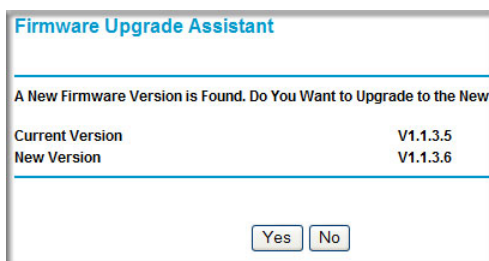 Firmware Upgrade Assistant
A New Firmware Version is Found. Do You Want to Upgrade to the New
Current Version V1.1.3.5
New Version V1.1.3.6
Yes No